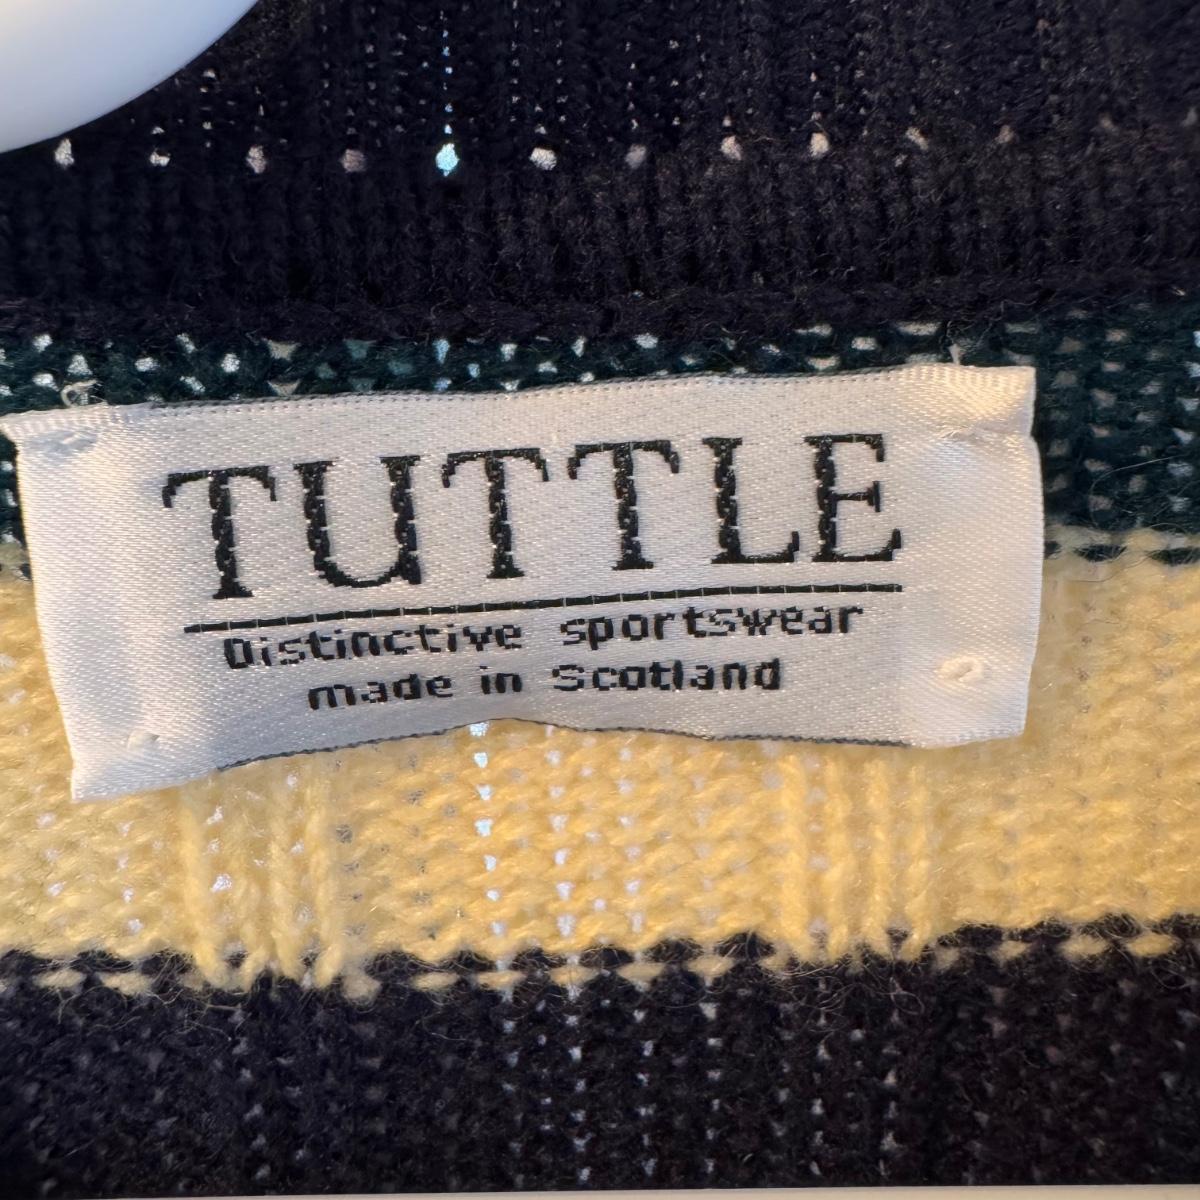 TUTTLE
Distinctive sportswear
made in Scotland